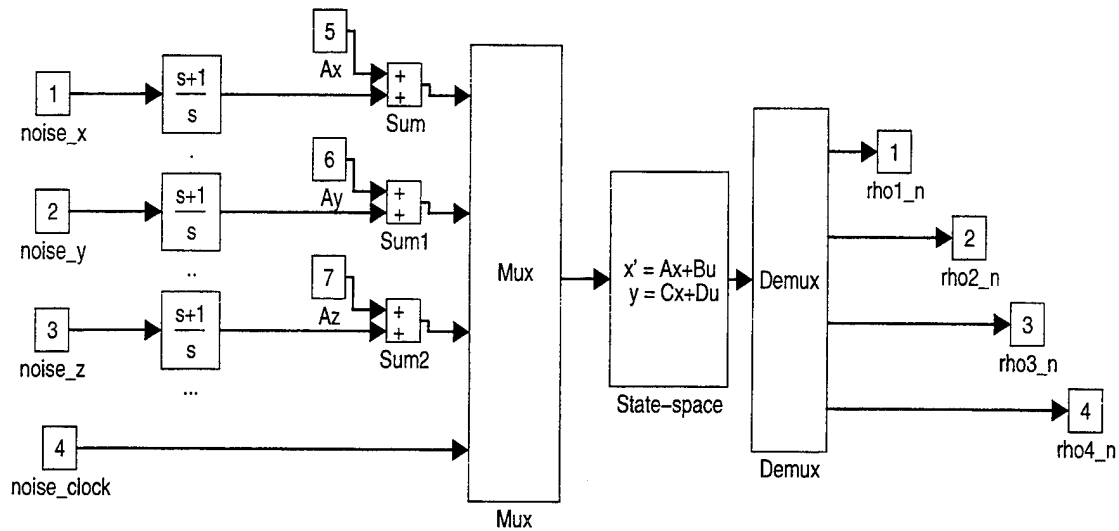 5
Ax
1
noise_x
s+1
s
+
+
Sum
.
6
Ay
2
noise_y
s+1
s
+
+
Sum1
..
7
Az
3
noise_z
s+1
s
+
+
Sum2
...
4
noise_clock
Mux
Mux
x' = Ax+Bu
y = Cx+Du
State-space
Demux
Demux
1
rho1_n
2
rho2_n
3
rho3_n
4
rho4_n